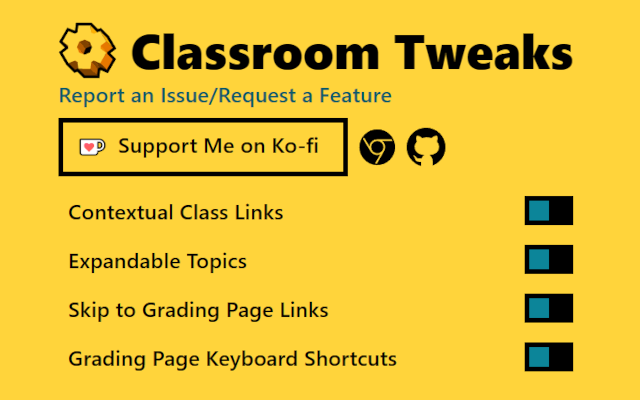 Classroom Tweaks
Report an Issue/Request a Feature
Support Me on Ko-fi
Contextual Class Links
Expandable Topics
Skip to Grading Page Links
Grading Page Keyboard Shortcuts